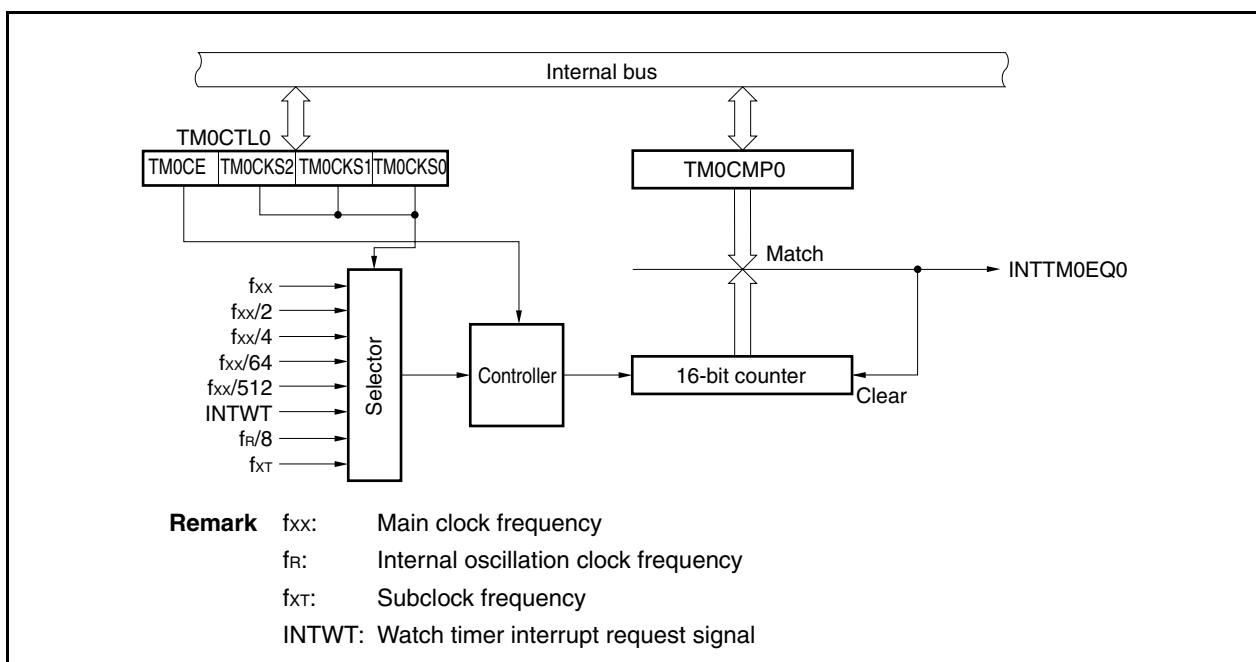 Internal bus
TM0CTL0
TM0CE TM0CKS2 TM0CKS1 TM0CKS0
TM0CMP0
Match
INTTM0EQ0
fXX
fXX/2
fXX/4
fXX/64
fXX/512
INTWT
fR/8
fXT
Selector
Controller
16-bit counter
Clear
Remark fXX: Main clock frequency
fR: Internal oscillation clock frequency
fXT: Subclock frequency
INTWT: Watch timer interrupt request signal